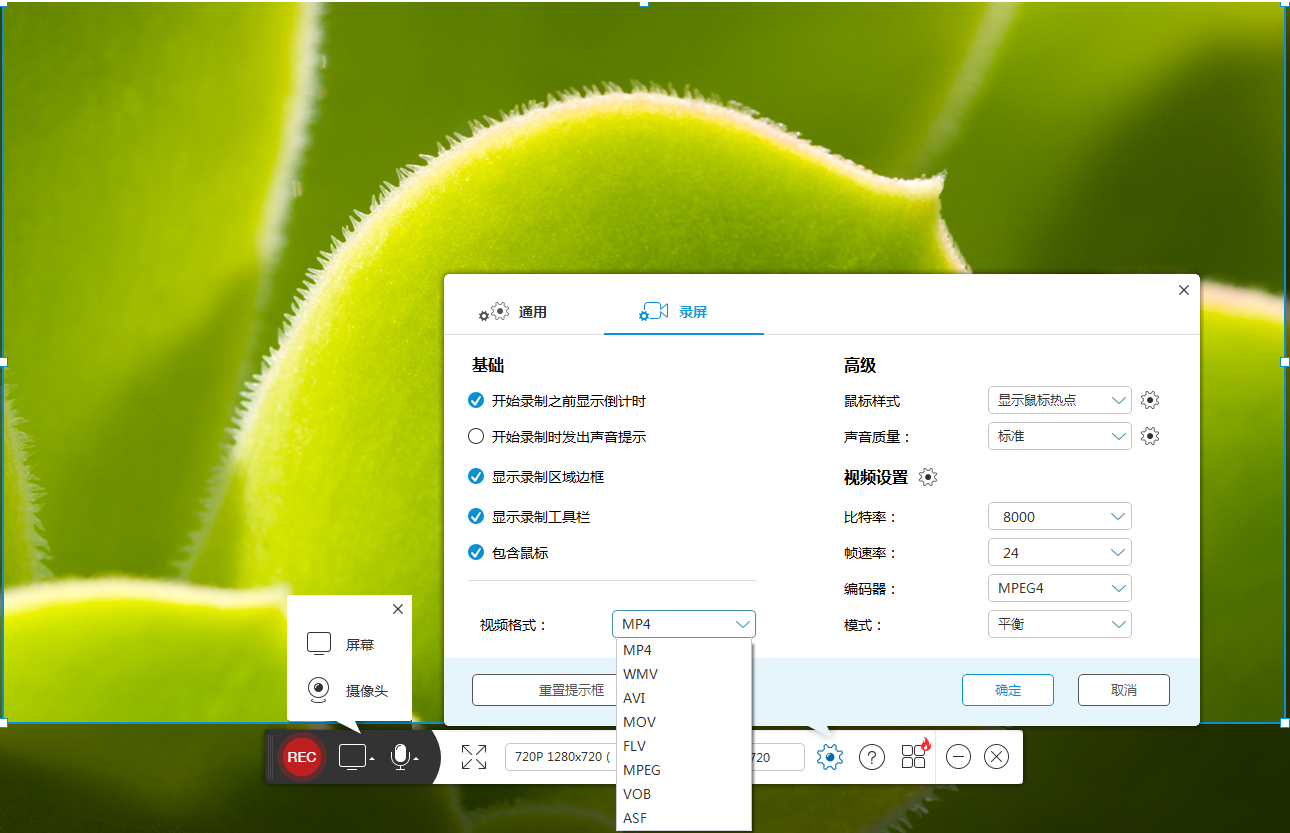 通用
录屏
基础
开始录制之前显示倒计时
开始录制时发出声音提示
显示录制区域边框
显示录制工具栏
包含鼠标
视频格式：
MP4
MP4
WMV
AVI
MOV
FLV
MPEG
VOB
ASF
高级
鼠标样式
显示鼠标热点
声音质量：
标准
视频设置
比特率：
8000
帧速率：
24
编码器：
MPEG4
模式：
平衡
重置提示框
确定
取消
屏幕
摄像头
REC
720P 1280x720 (
720
?